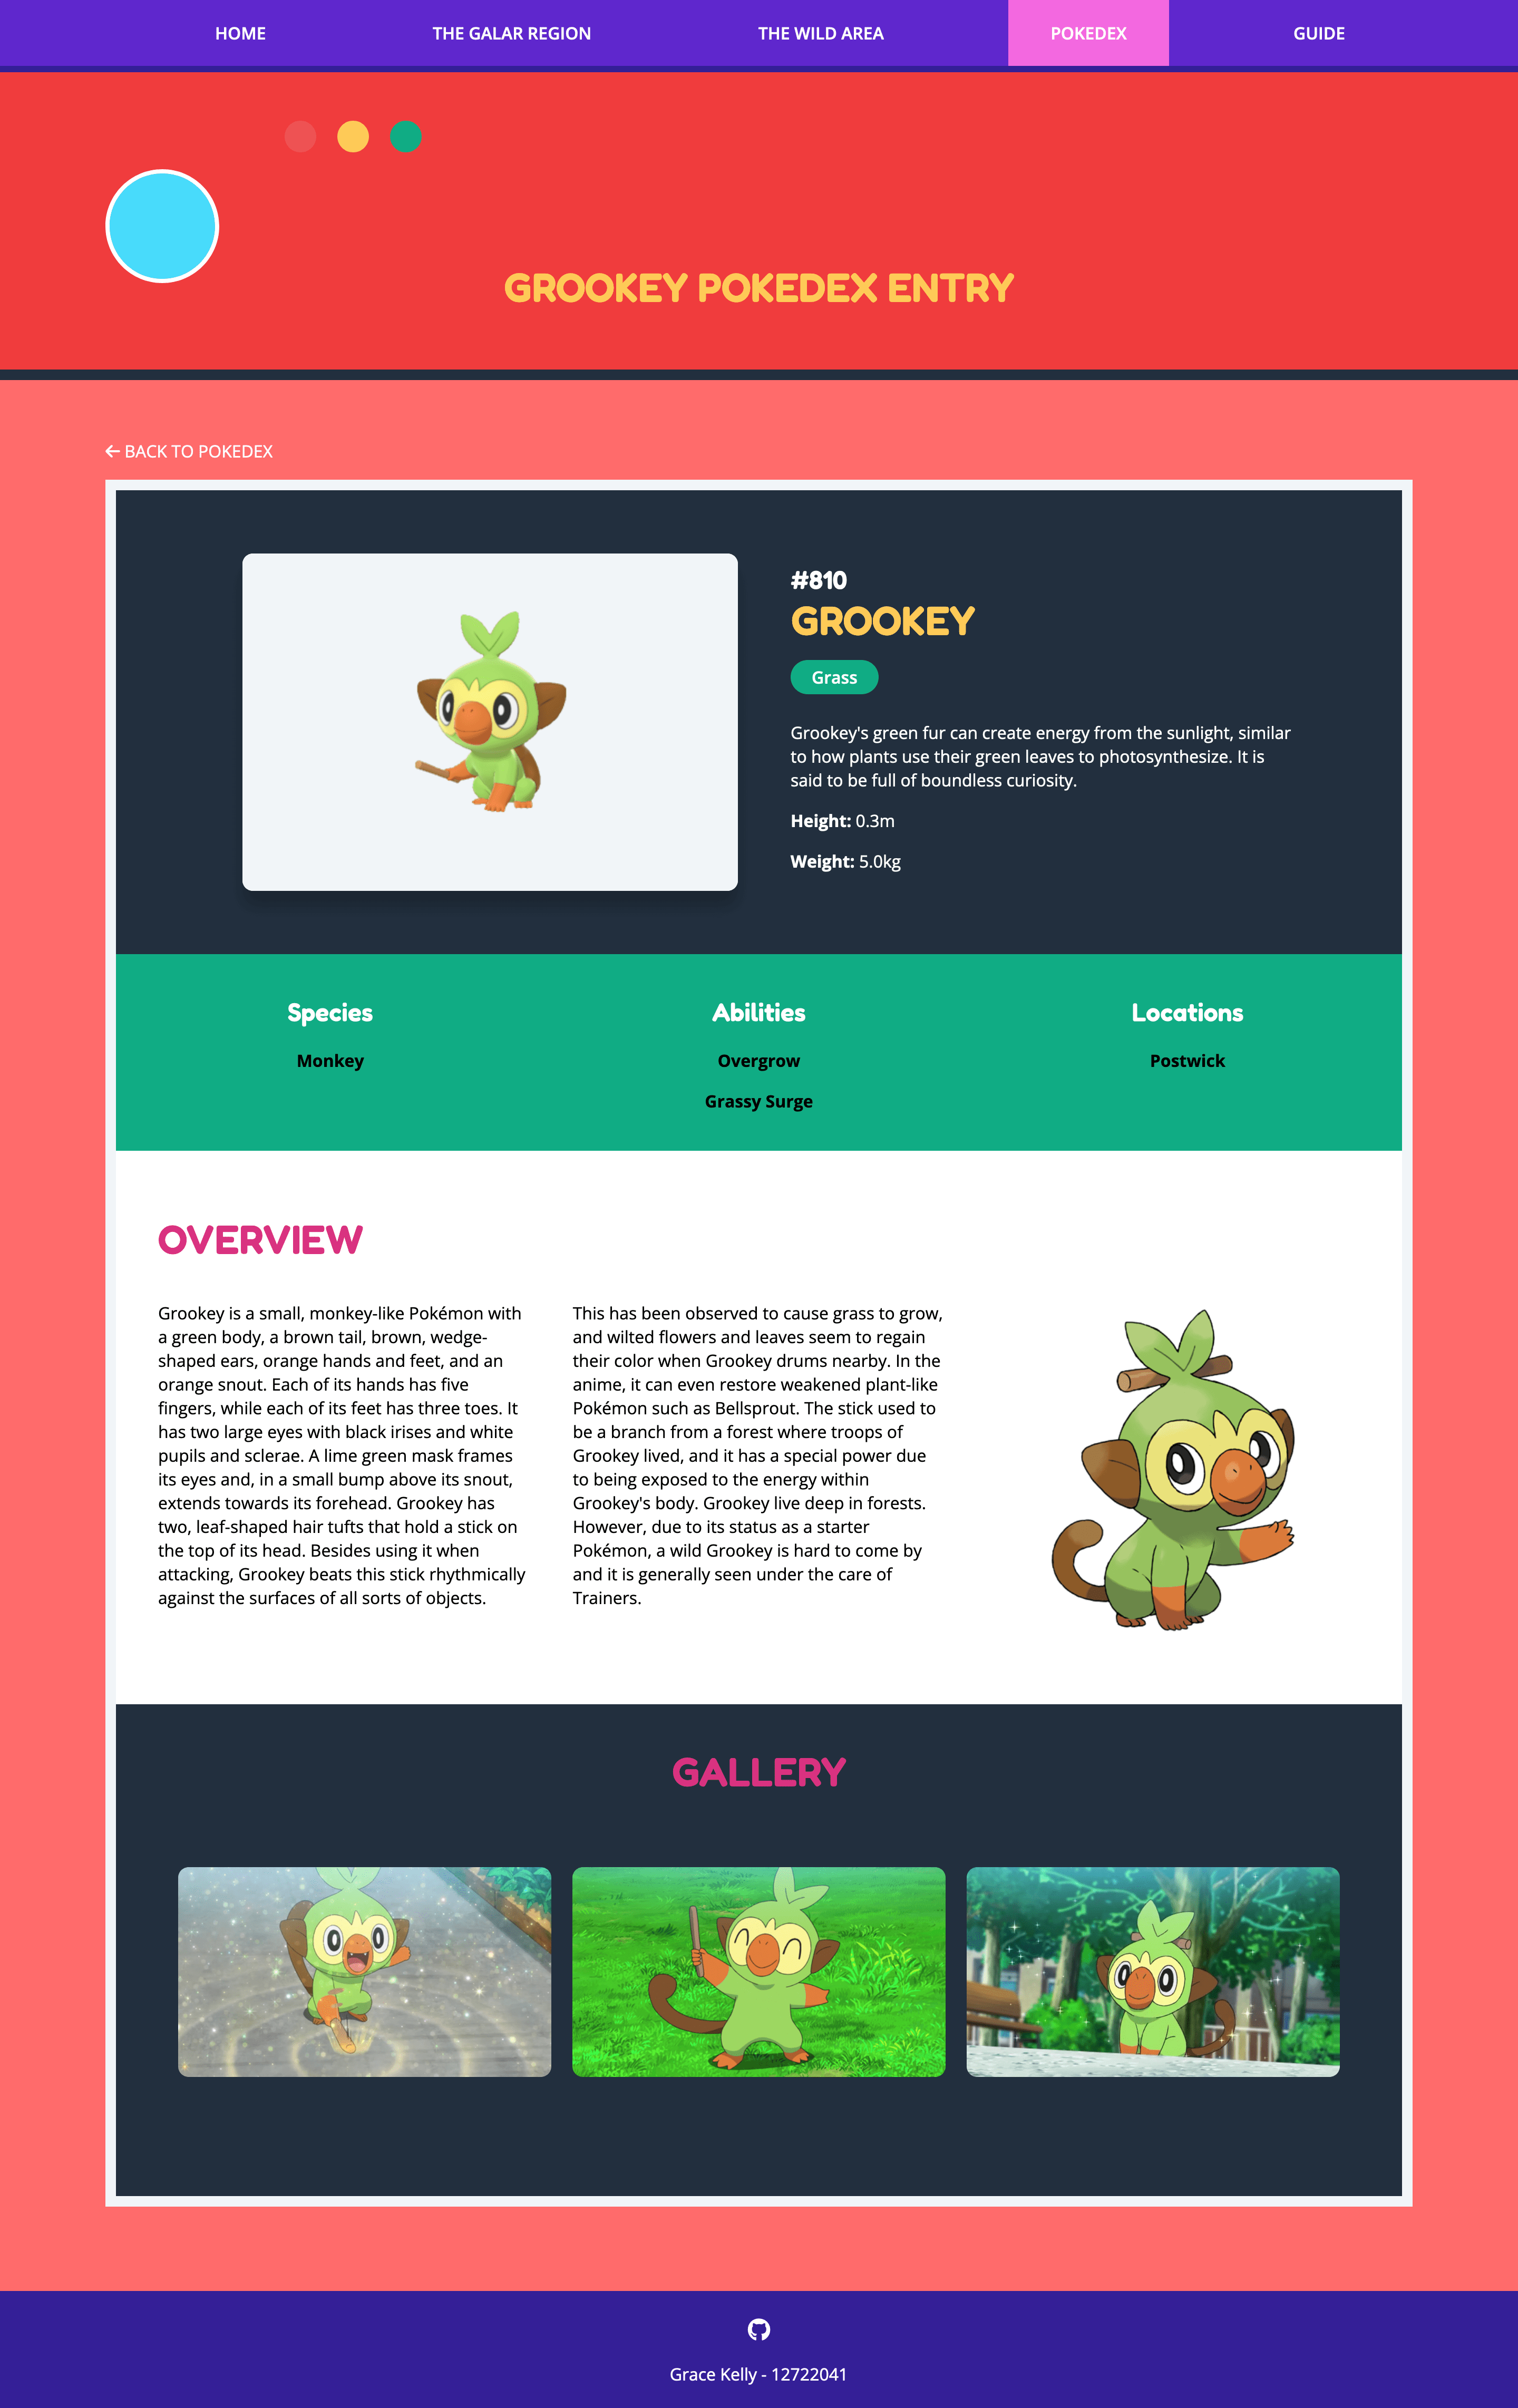 HOME THE GALAR REGION THE WILD AREA POKEDEX GUIDE
GROOKEY POKEDEX ENTRY
BACK TO POKEDEX
#810
GROOKEY
Grass
Grookey's green fur can create energy from the sunlight, similar
to how plants use their green leaves to photosynthesize. It is
said to be full of boundless curiosity.
Height: 0.3m
Weight: 5.0kg
Species
Monkey
Abilities
Overgrow
Grassy Surge
Locations
Postwick
OVERVIEW
Grookey is a small, monkey-like Pokémon with
a green body, a brown tail, brown, wedge-
shaped ears, orange hands and feet, and an
orange snout. Each of its hands has five
fingers, while each of its feet has three toes. It
has two large eyes with black irises and white
pupils and sclerae. A lime green mask frames
its eyes and, in a small bump above its snout,
extends towards its forehead. Grookey has
two, leaf-shaped hair tufts that hold a stick on
the top of its head. Besides using it when
attacking, Grookey beats this stick rhythmically
against the surfaces of all sorts of objects.
This has been observed to cause grass to grow,
and wilted flowers and leaves seem to regain
their color when Grookey drums nearby. In the
anime, it can even restore weakened plant-like
Pokémon such as Bellsprout. The stick used to
be a branch from a forest where troops of
Grookey lived, and it has a special power due
to being exposed to the energy within
Grookey's body. Grookey live deep in forests.
However, due to its status as a starter
Pokémon, a wild Grookey is hard to come by
and it is generally seen under the care of
Trainers.
GALLERY
Grace Kelly - 12722041